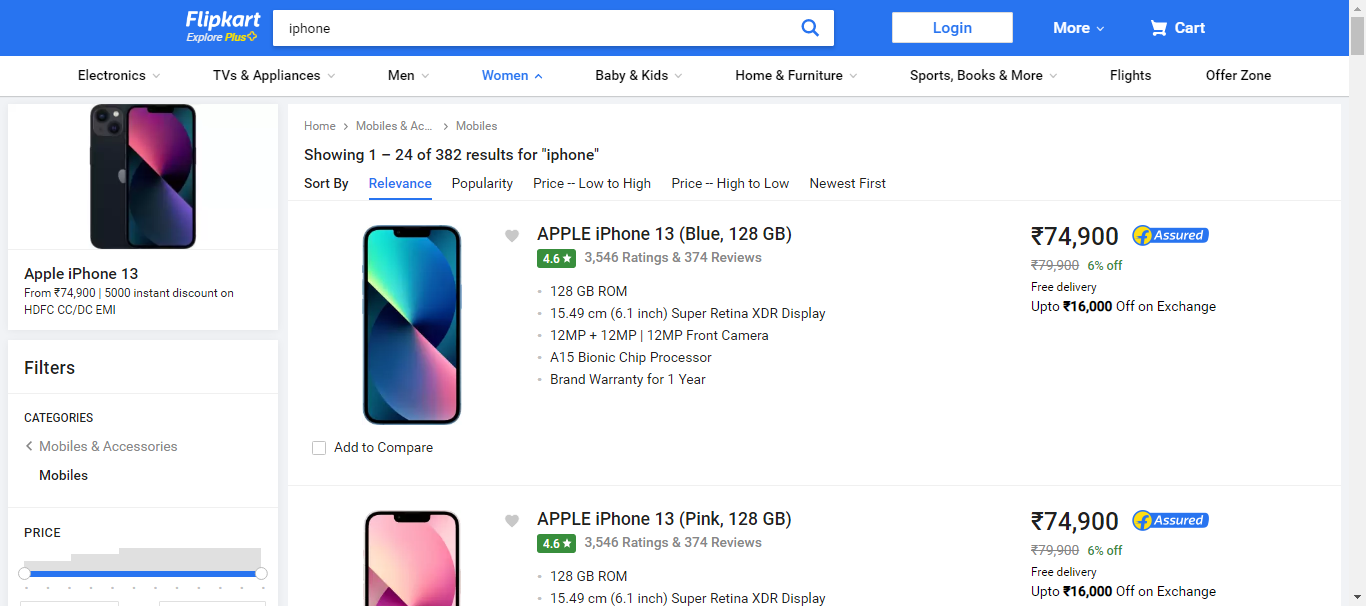 Flipkart
Explore Plus
iphone
Login
More
Cart
Electronics
TVs & Appliances
Men
Women
Baby & Kids
Home & Furniture
Sports, Books & More
Flights
Offer Zone
Apple iPhone 13
From ₹74,900 | 5000 instant discount on
HDFC CC/DC EMI
Filters
CATEGORIES
Mobiles & Accessories
Mobiles
PRICE
Home > Mobiles & Ac... > Mobiles
Showing 1 – 24 of 382 results for "iphone"
Sort By Relevance Popularity Price -- Low to High Price -- High to Low Newest First
APPLE iPhone 13 (Blue, 128 GB)
4.6★ 3,546 Ratings & 374 Reviews
128 GB ROM
15.49 cm (6.1 inch) Super Retina XDR Display
12MP + 12MP | 12MP Front Camera
A15 Bionic Chip Processor
Brand Warranty for 1 Year
Add to Compare
₹74,900 Assured
₹79,900 6% off
Free delivery
Upto ₹16,000 Off on Exchange
APPLE iPhone 13 (Pink, 128 GB)
4.6★ 3,546 Ratings & 374 Reviews
128 GB ROM
15.49 cm (6.1 inch) Super Retina XDR Display
₹74,900 Assured
₹79,900 6% off
Free delivery
Upto ₹16,000 Off on Exchange